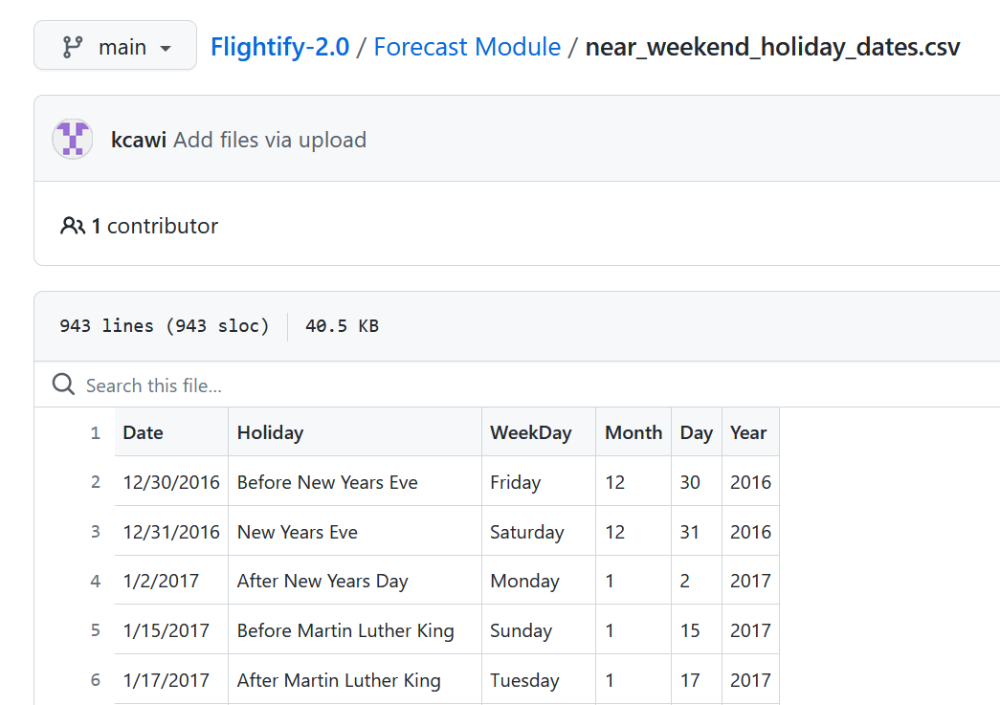 main
Flightify-2.0 / Forecast Module / near_weekend_holiday_dates.csv
kcawi Add files via upload
1 contributor
943 lines (943 sloc) 40.5 KB
Search this file...
1 Date Holiday WeekDay Month Day Year
2 12/30/2016 Before New Years Eve Friday 12 30 2016
3 12/31/2016 New Years Eve Saturday 12 31 2016
4 1/2/2017 After New Years Day Monday 1 2 2017
5 1/15/2017 Before Martin Luther King Sunday 1 15 2017
6 1/17/2017 After Martin Luther King Tuesday 1 17 2017